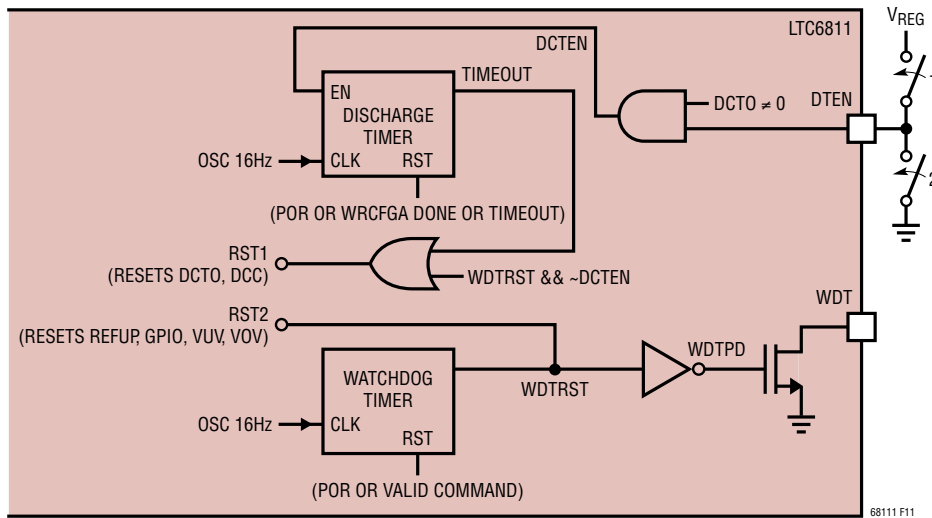 LTC6811
VREG
DCTEN
TIMEOUT
EN
DISCHARGE
TIMER
DCTO ≠ 0
DTEN
1
OSC 16Hz
CLK
RST
2
(POR OR WRCFGA DONE OR TIMEOUT)
RST1
(RESETS DCTO, DCC)
WDTRST && ~DCTEN
RST2
(RESETS REFUP, GPIO, VUV, VOV)
WDT
WATCHDOG
TIMER
WDTPD
WDTRST
OSC 16Hz
CLK
RST
(POR OR VALID COMMAND)
68111 F11